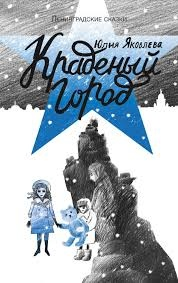 Ленинградские сказки
Юлия Яковлева
Краденый
город